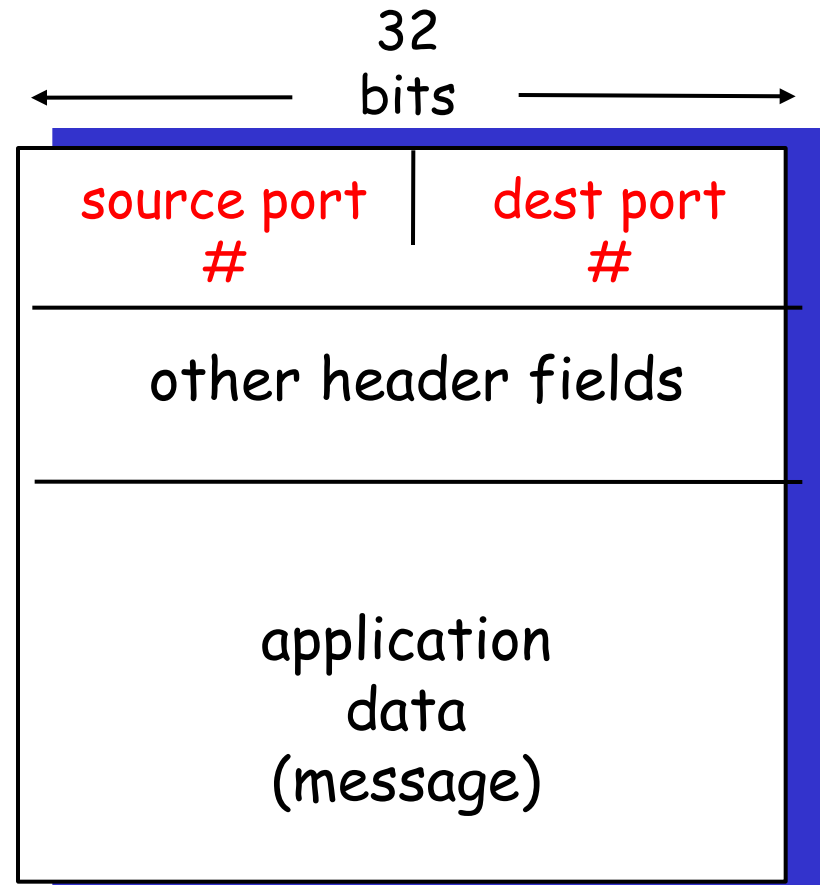 32
bits
source port
#
dest port
#
other header fields
application
data
(message)